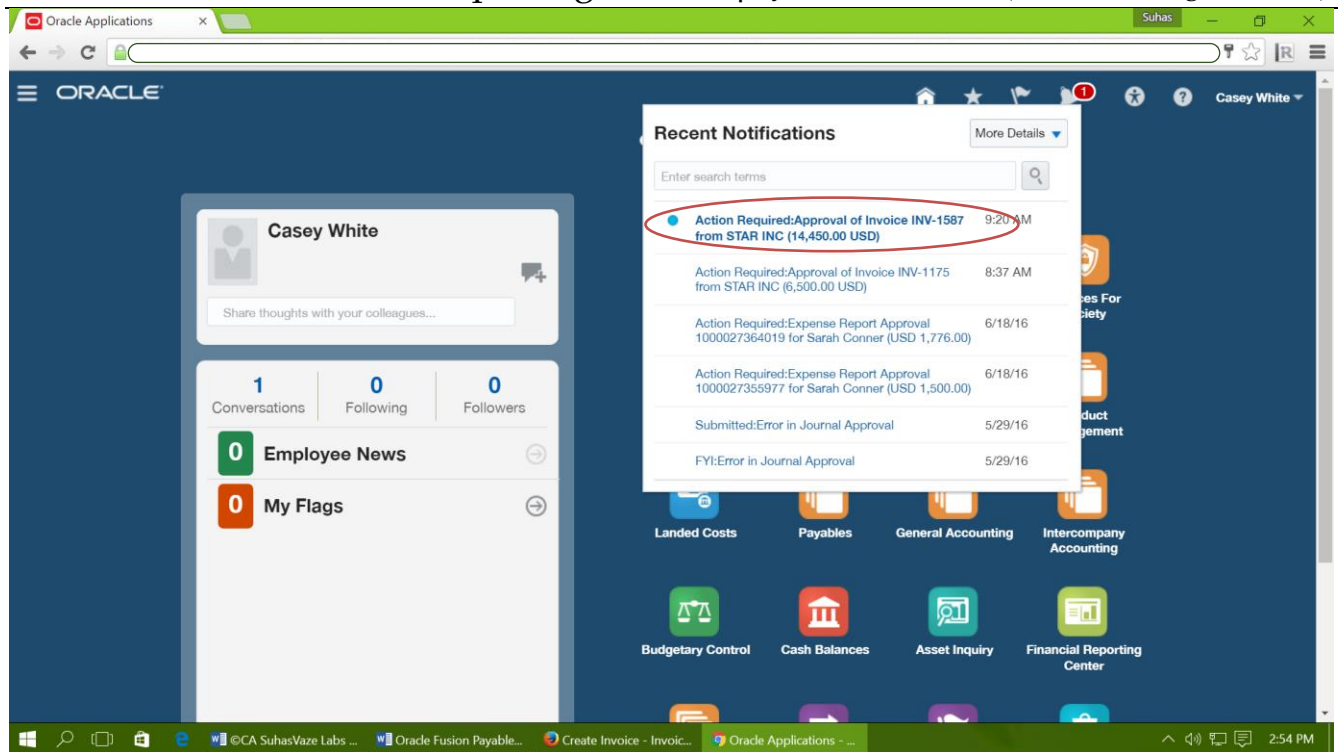 Oracle Applications
Suhas
ORACLE
1
Casey White
Recent Notifications
More Details
Enter search terms
Action Required:Approval of Invoice INV-1587
from STAR INC (14,450.00 USD)
9:20 AM
Action Required:Approval of Invoice INV-1175
from STAR INC (6,500.00 USD)
8:37 AM
Action Required:Expense Report Approval
1000027364019 for Sarah Conner (USD 1,776.00)
6/18/16
Action Required:Expense Report Approval
1000027355977 for Sarah Conner (USD 1,500.00)
6/18/16
Submitted:Error in Journal Approval
5/29/16
FYI:Error in Journal Approval
5/29/16
Casey White
Share thoughts with your colleagues...
1
Conversations
0
Following
0
Followers
0
Employee News
0
My Flags
es For
ciety
duct
gement
Landed Costs
Payables
General Accounting
Intercompany
Accounting
Budgetary Control
Cash Balances
Asset Inquiry
Financial Reporting
Center
©CA SuhasVaze Labs ...
Oracle Fusion Payable...
Create Invoice - Invoic...
Oracle Applications - ...
2:54 PM